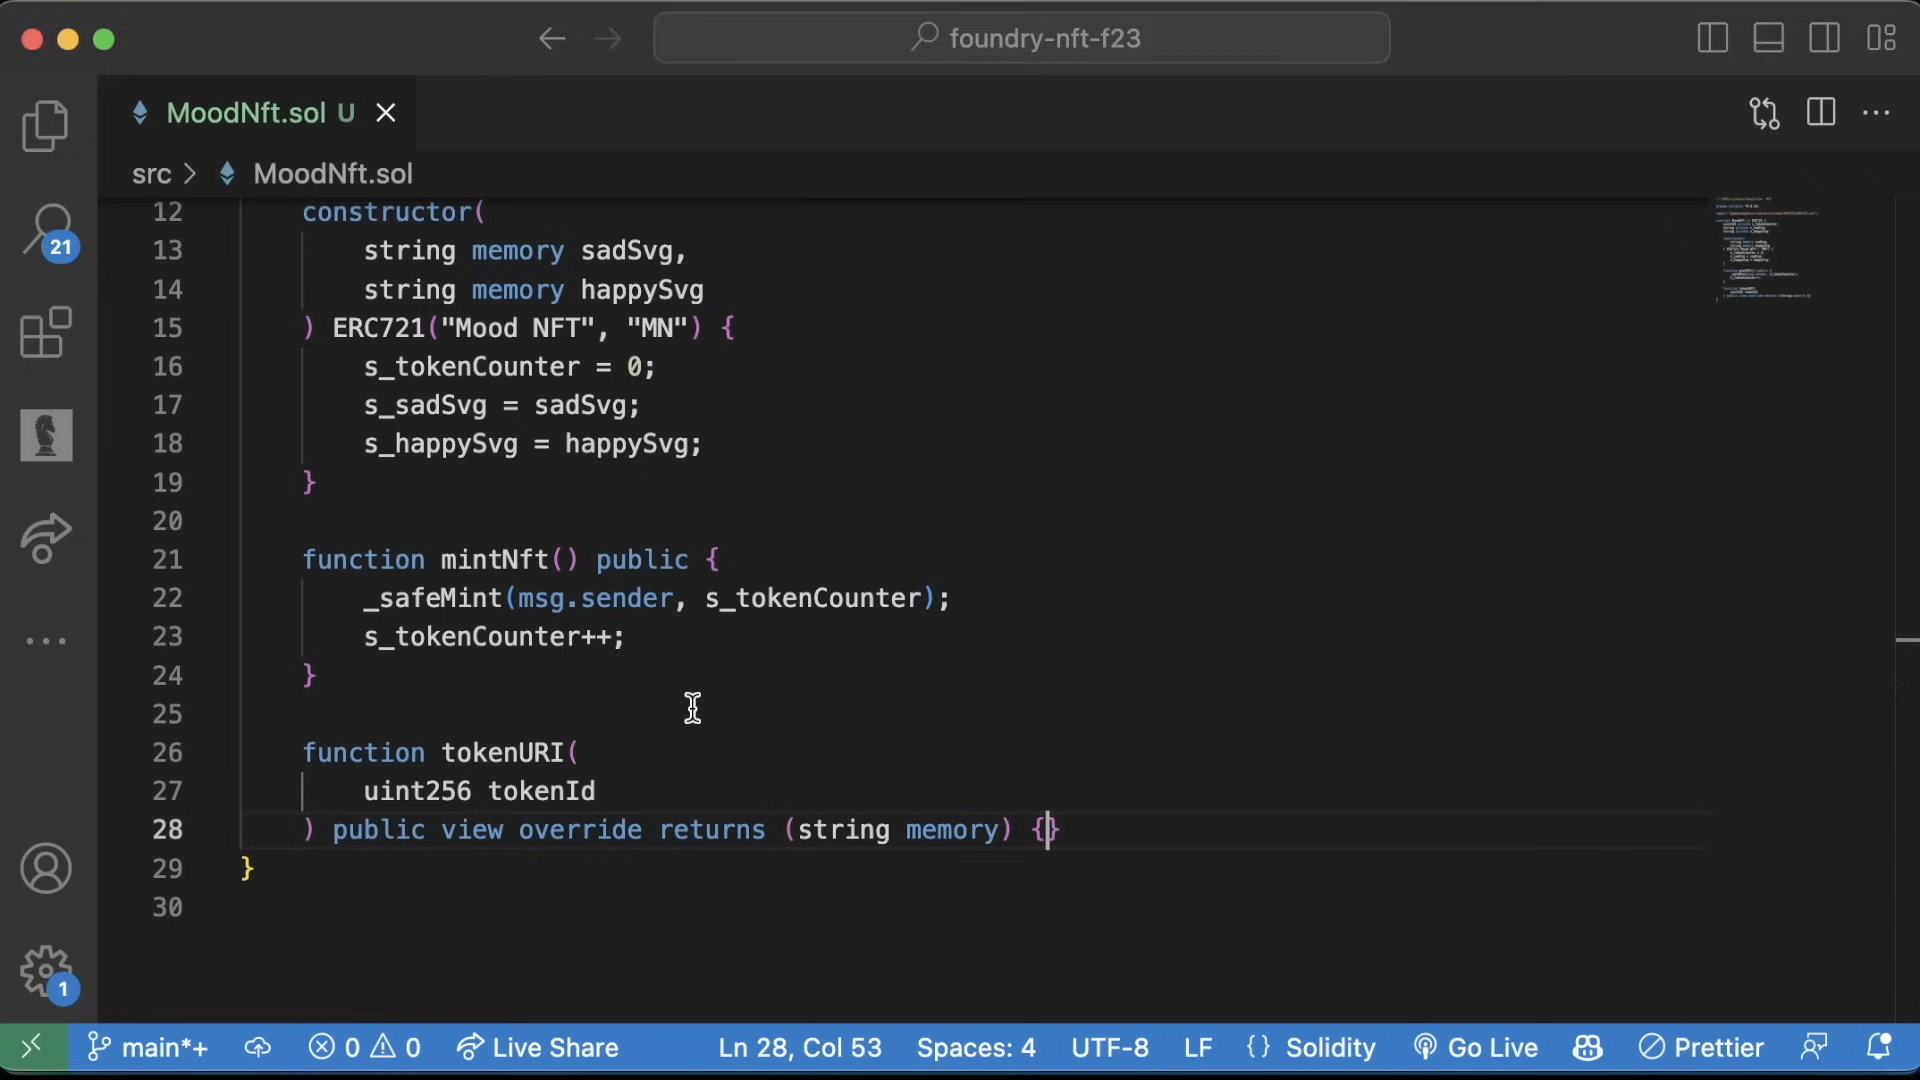 foundry-nft-f23
MoodNft.sol U
src > MoodNft.sol
12 constructor(
13 string memory sadSvg,
14 string memory happySvg
15 ) ERC721("Mood NFT", "MN") {
16 s_tokenCounter = 0;
17 s_sadSvg = sadSvg;
18 s_happySvg = happySvg;
19 }
20
21 function mintNft() public {
22 _safeMint(msg.sender, s_tokenCounter);
23 s_tokenCounter++;
24 }
25
26 function tokenURI(
27 uint256 tokenId
28 ) public view override returns (string memory) {}
29 }
30
21
1
main*+ 0 0 Live Share Ln 28, Col 53 Spaces: 4 UTF-8 LF {} Solidity Go Live Prettier